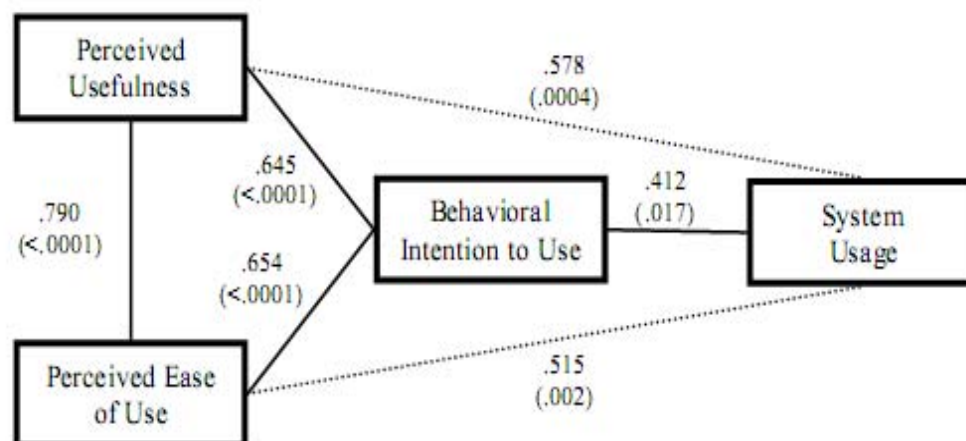 Perceived
Usefulness
.578
(.0004)
.645
(<.0001)
.790
(<.0001)
Behavioral
Intention to Use
.412
(.017)
System
Usage
.654
(<.0001)
Perceived Ease
of Use
.515
(.002)